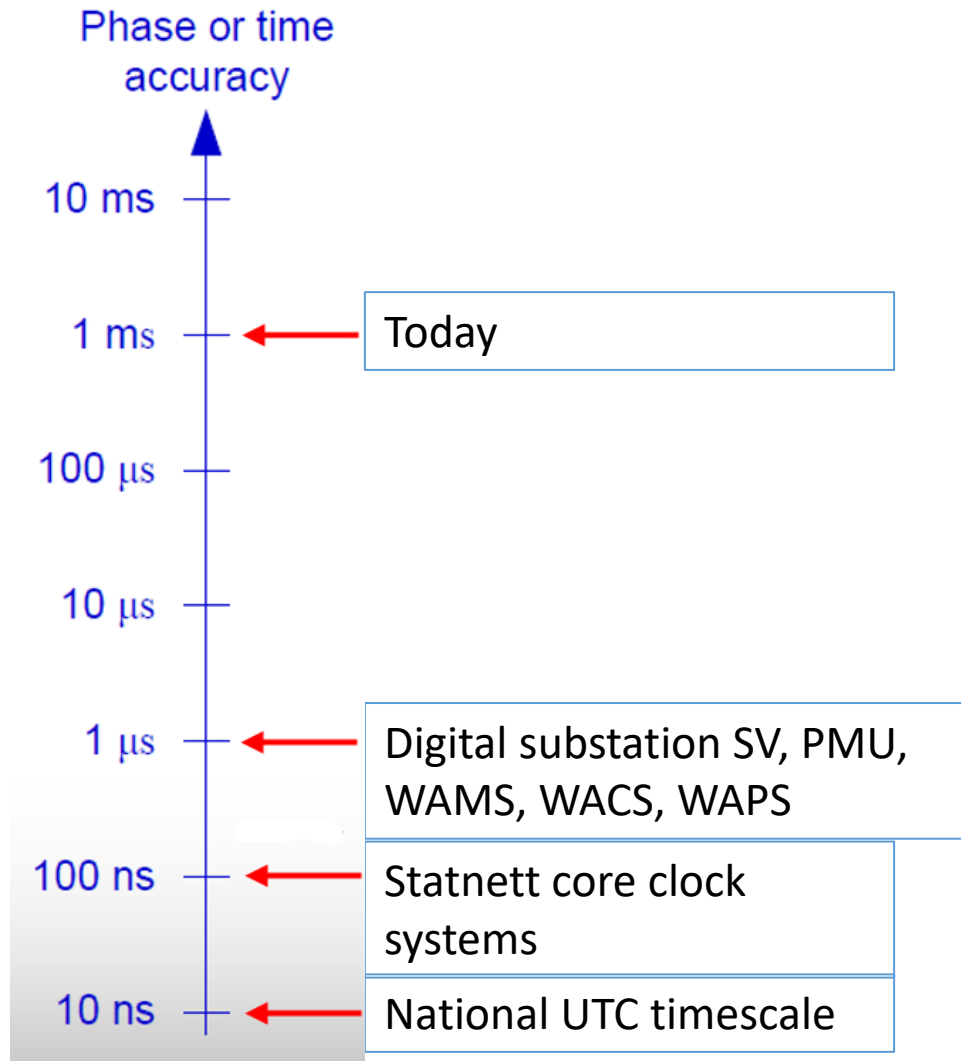 Phase or time
accuracy
10 ms
1 ms
Today
100 μs
10 μs
1 μs
Digital substation SV, PMU,
WAMS, WACS, WAPS
100 ns
Statnett core clock
systems
10 ns
National UTC timescale